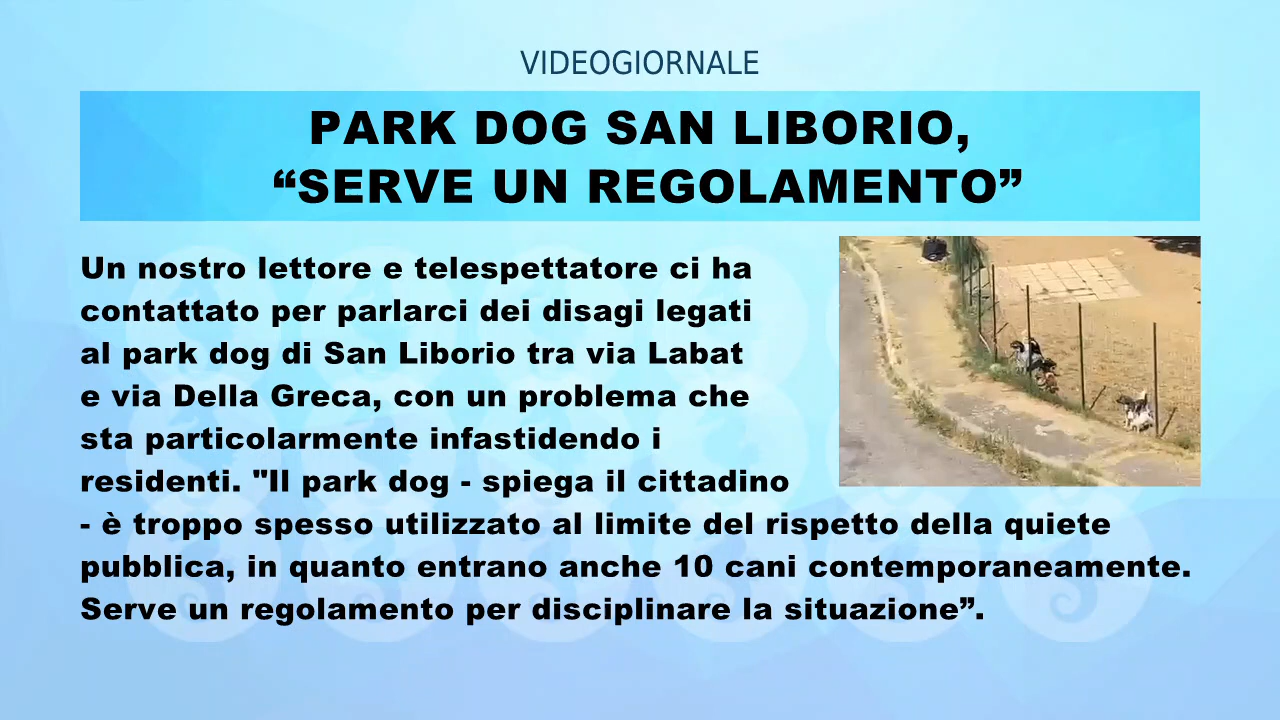 VIDEOGIORNALE
PARK DOG SAN LIBORIO,
“SERVE UN REGOLAMENTO”
Un nostro lettore e telespettatore ci ha
contattato per parlarci dei disagi legati
al park dog di San Liborio tra via Labat
e via Della Greca, con un problema che
sta particolarmente infastidendo i
residenti. "Il park dog - spiega il cittadino
- è troppo spesso utilizzato al limite del rispetto della quiete
pubblica, in quanto entrano anche 10 cani contemporaneamente.
Serve un regolamento per disciplinare la situazione”.